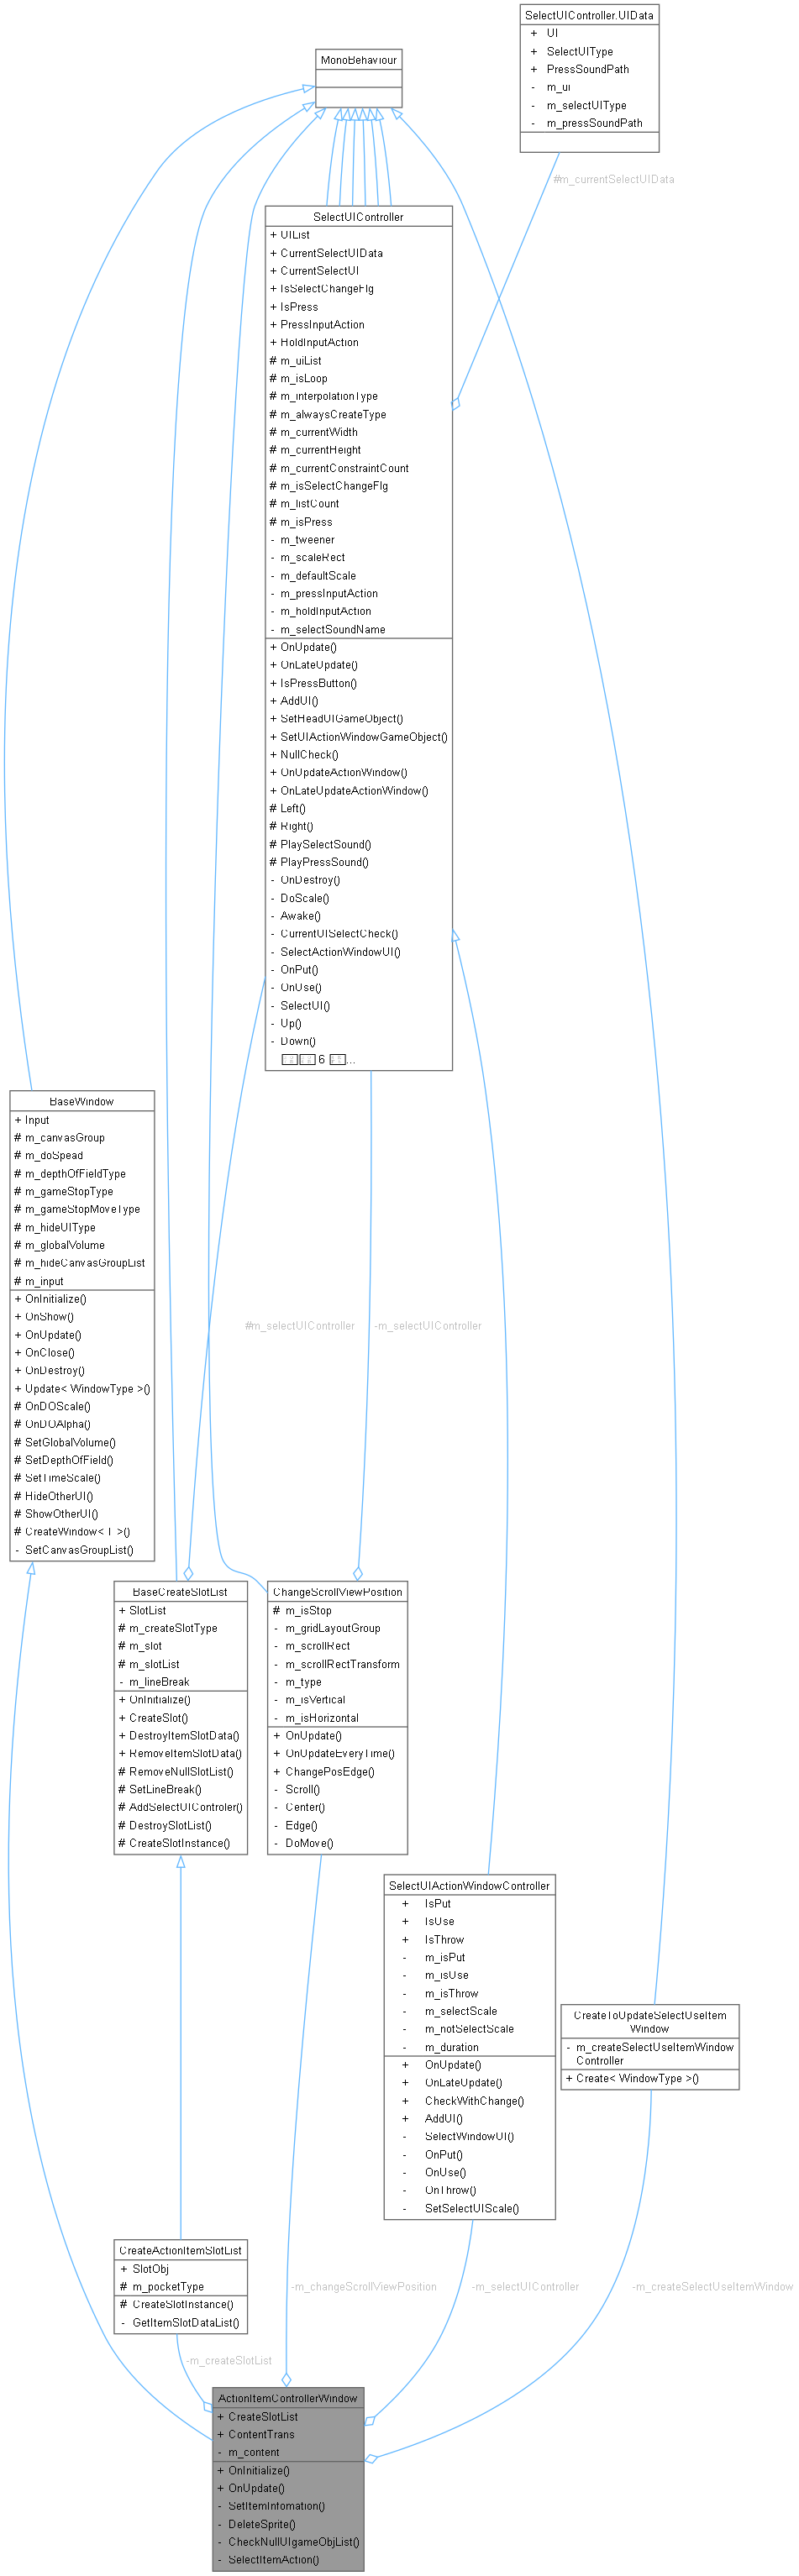 SelectUIController.UIData
+ UI
+ SelectUIType
+ PressSoundPath
- m_ui
- m_selectUIType
- m_pressSoundPath
MonoBehaviour
#m_currentSelectUIData
SelectUIController
+ UIList
+ CurrentSelectUIData
+ CurrentSelectUI
+ IsSelectChangeFlg
+ IsPress
+ PressInputAction
+ HoldInputAction
# m_uiList
# m_isLoop
# m_interpolationType
# m_alwaysCreateType
# m_currentWidth
# m_currentHeight
# m_currentConstraintCount
# m_isSelectChangeFlg
# m_listCount
# m_isPress
- m_tweener
- m_scaleRect
- m_defaultScale
- m_pressInputAction
- m_holdInputAction
- m_selectSoundName
+ OnUpdate()
+ OnLateUpdate()
+ IsPressButton()
+ AddUI()
+ SetHeadUIGameObject()
+ SetUIActionWindowGameObject()
+ NullCheck()
+ OnUpdateActionWindow()
+ OnLateUpdateActionWindow()
# Left()
# Right()
# PlaySelectSound()
# PlayPressSound()
- OnDestroy()
- DoScale()
- Awake()
- CurrentUISelectCheck()
- SelectActionWindowUI()
- OnPut()
- OnUse()
- SelectUI()
- Up()
- Down()
6 ...
BaseWindow
+ Input
# m_canvasGroup
# m_doSpead
# m_depthOfFieldType
# m_gameStopType
# m_gameStopMoveType
# m_hideUIType
# m_globalVolume
# m_hideCanvasGroupList
# m_input
+ OnInitialize()
+ OnShow()
+ OnUpdate()
+ OnClose()
+ OnDestroy()
+ Update< WindowType >()
# OnDOScale()
# OnDOAlpha()
# SetGlobalVolume()
# SetDepthOfField()
# SetTimeScale()
# HideOtherUI()
# ShowOtherUI()
# CreateWindow< T >()
- SetCanvasGroupList()
#m_selectUIController
-m_selectUIController
BaseCreateSlotList
+ SlotList
# m_createSlotType
# m_slot
# m_slotList
- m_lineBreak
+ OnInitialize()
+ CreateSlot()
+ DestroyItemSlotData()
+ RemoveItemSlotData()
# RemoveNullSlotList()
# SetLineBreak()
# AddSelectUIControler()
# DestroySlotList()
# CreateSlotInstance()
ChangeScrollViewPosition
# m_isStop
- m_gridLayoutGroup
- m_scrollRect
- m_scrollRectTransform
- m_type
- m_isVertical
- m_isHorizontal
+ OnUpdate()
+ OnUpdateEveryTime()
+ ChangePosEdge()
- Scroll()
- Center()
- Edge()
- DoMove()
SelectUIActionWindowController
+ IsPut
+ IsUse
+ IsThrow
- m_isPut
- m_isUse
- m_isThrow
- m_selectScale
- m_notSelectScale
- m_duration
+ OnUpdate()
+ OnLateUpdate()
+ CheckWithChange()
+ AddUI()
- SelectWindowUI()
- OnPut()
- OnUse()
- OnThrow()
- SetSelectUIScale()
CreateToUpdateSelectUseItem
Window
- m_createSelectUseItemWindow
Controller
+ Create< WindowType >()
CreateActionItemSlotList
+ SlotObj
# m_pocketType
# CreateSlotInstance()
- GetItemSlotDataList()
-m_changeScrollViewPosition
-m_selectUIController
-m_createSelectUseItemWindow
-m_createSlotList
ActionItemControllerWindow
+ CreateSlotList
+ ContentTrans
- m_content
+ OnInitialize()
+ OnUpdate()
- SetItemInfomation()
- DeleteSprite()
- CheckNullUIgameObjList()
- SelectItemAction()